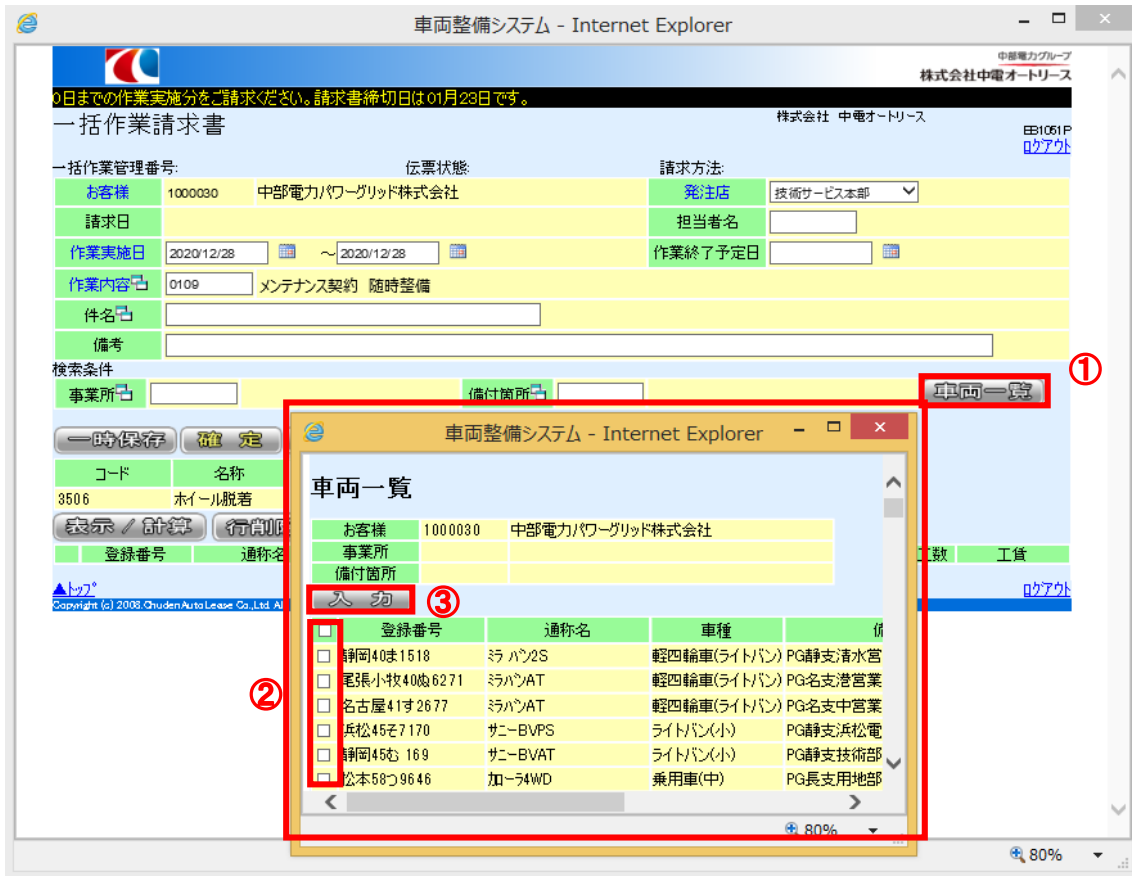 車両整備システム - Internet Explorer
中部電力グループ
株式会社中電オートリース
0日までの作業実施分をご請求ください。請求書締切日は01月23日です。
一括作業請求書
株式会社 中電オートリース
EB1051P
ログアウト
一括作業管理番号: 伝票状態: 請求方法:
お客様 1000030 中部電力パワーグリッド株式会社 発注店 技術サービス本部
請求日 担当者名
作業実施日 2020/12/28 ～ 2020/12/28 作業終了予定日
作業内容 0109 メンテナンス契約 随時整備
件名
備考
検索条件
①
事業所 備付箇所 車両一覧
一時保存 確 定
コード 名称
3506 ホイール脱着
表示/計算 行削除
登録番号 通称名 工数 工賃
▲トップ ログアウト
Copyright (c) 2008.Chuden Auto Lease Co.,Ltd. Al
車両整備システム - Internet Explorer
車両一覧
お客様 1000030 中部電力パワーグリッド株式会社
事業所
備付箇所
入 力 ③
登録番号 通称名 車種 備
静岡40ま1518 ミラ バン2S 軽四輪車(ライトバン) PG静支清水営
② 尾張小牧40ぬ6271 ミラバンAT 軽四輪車(ライトバン) PG名支港営業
名古屋41す2677 ミラバンAT 軽四輪車(ライトバン) PG名支中営業
浜松45そ7170 サニーBVPS ライトバン(小) PG静支浜松電
静岡45む 169 サニーBVAT ライトバン(小) PG静支技術部
松本58つ9646 カローラ4WD 乗用車(中) PG長支用地部
80%
80%